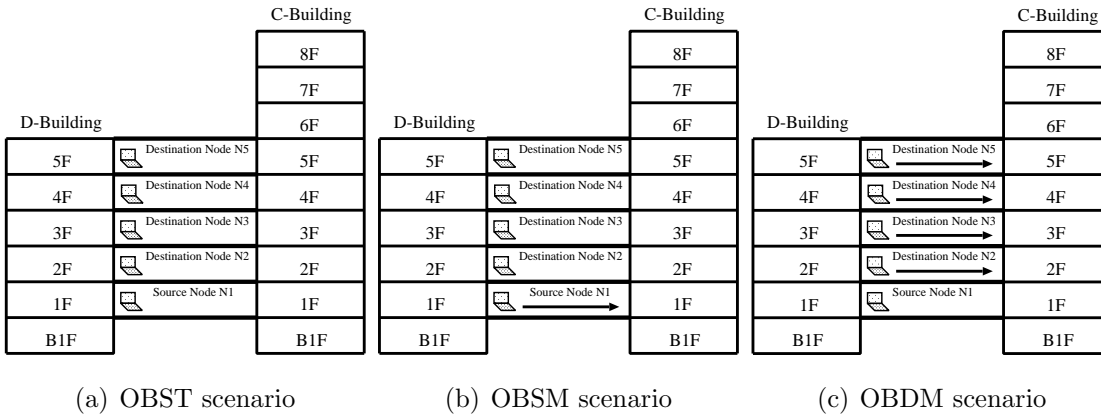 C-Building
8F
7F
6F
D-Building
5F
Destination Node N5
5F
4F
Destination Node N4
4F
3F
Destination Node N3
3F
2F
Destination Node N2
2F
1F
Source Node N1
1F
B1F
B1F
(a) OBST scenario
C-Building
8F
7F
6F
D-Building
5F
Destination Node N5
5F
4F
Destination Node N4
4F
3F
Destination Node N3
3F
2F
Destination Node N2
2F
1F
Source Node N1
1F
B1F
B1F
(b) OBSM scenario
C-Building
8F
7F
6F
D-Building
5F
Destination Node N5
5F
4F
Destination Node N4
4F
3F
Destination Node N3
3F
2F
Destination Node N2
2F
1F
Source Node N1
1F
B1F
B1F
(c) OBDM scenario